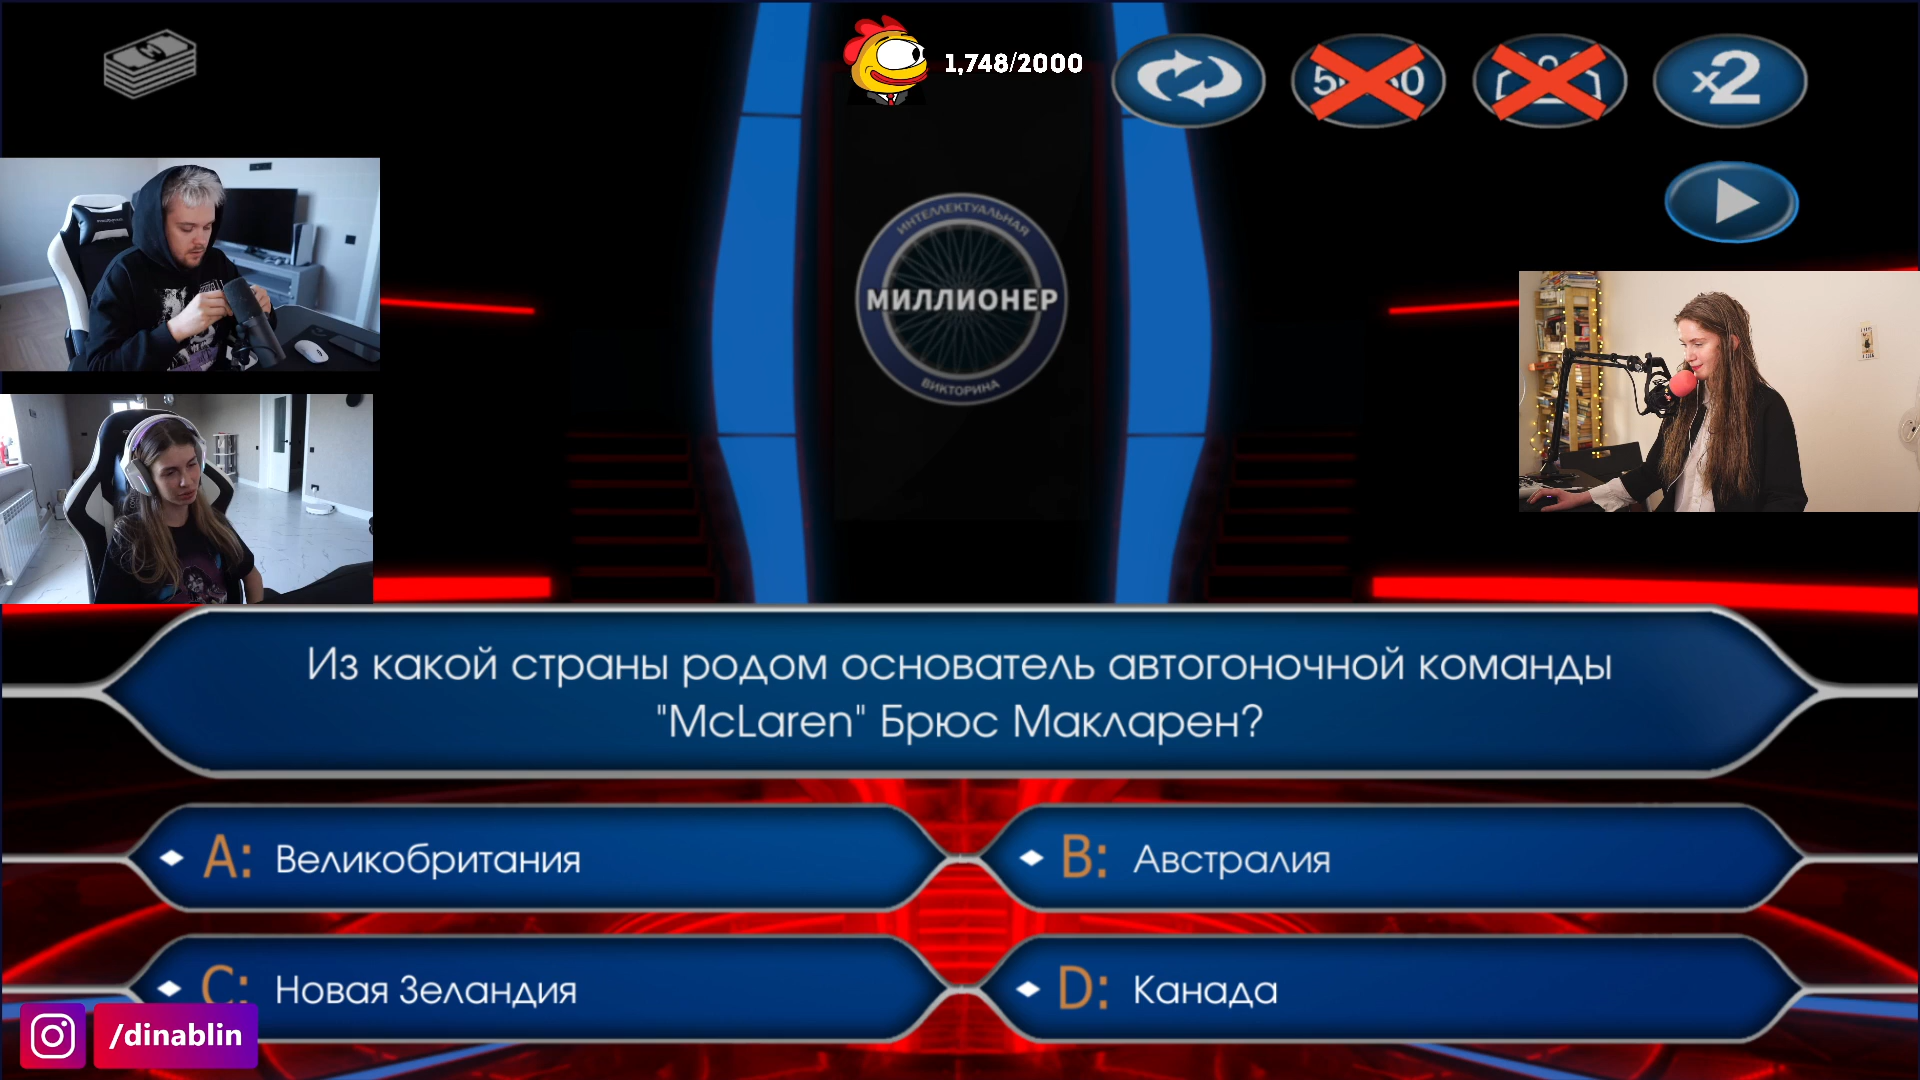 1,748/2000
x2
ИНТЕЛЛЕКТУАЛЬНАЯ
МИЛЛИОНЕР
ВИКТОРИНА
Из какой страны родом основатель автогоночной команды
"McLaren" Брюс Макларен?
A: Великобритания
B: Австралия
C: Новая Зеландия
D: Канада
/dinablin